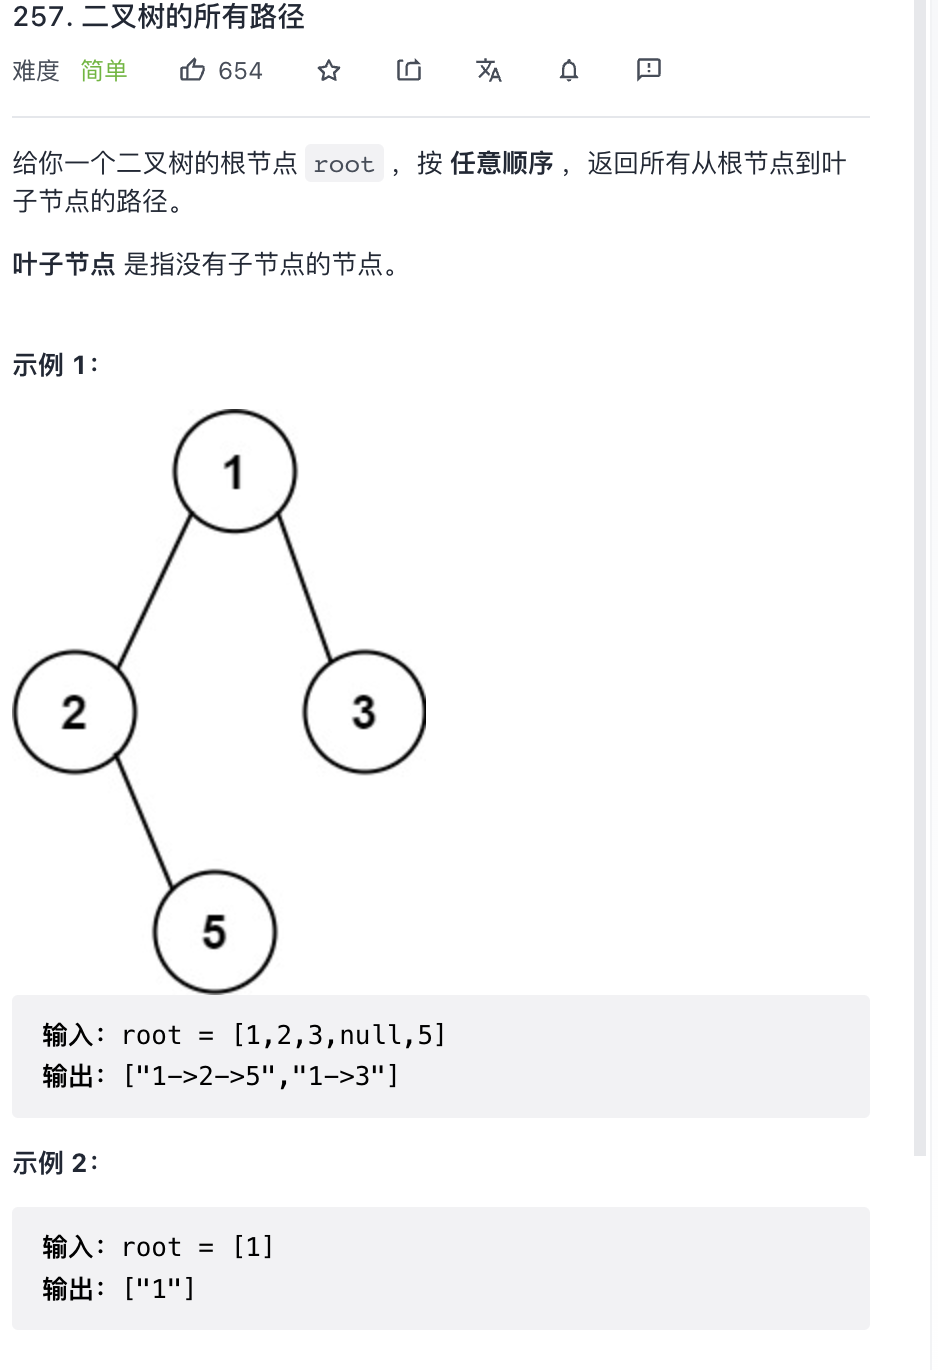 257. 二叉树的所有路径
难度 简单 654
给你一个二叉树的根节点 root ，按 任意顺序 ，返回所有从根节点到叶
子节点的路径。
叶子节点 是指没有子节点的节点。
示例 1：
1
2
3
5
输入：root = [1,2,3,null,5]
输出：["1->2->5","1->3"]
示例 2：
输入：root = [1]
输出：["1"]